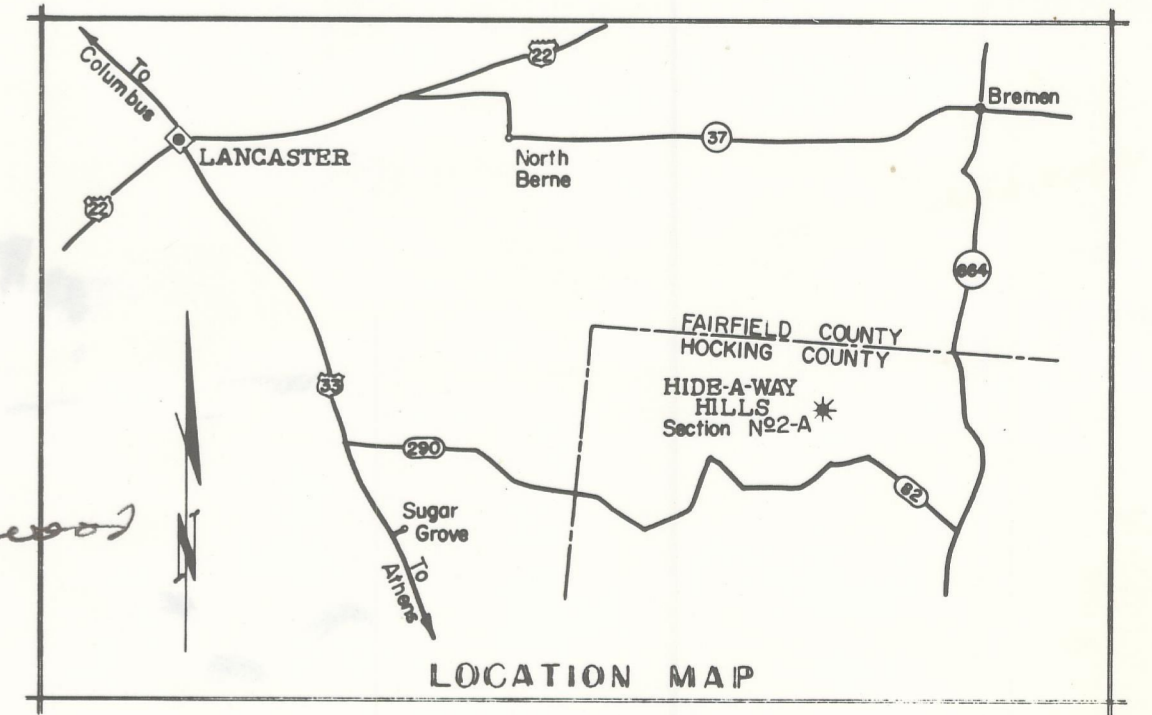 To
Columbus
22
LANCASTER
22
North
Berne
37
Bremen
664
FAIRFIELD COUNTY
HOCKING COUNTY
HIDE-A-WAY
HILLS
Section Nº2-A
33
290
82
Sugar
Grove
To
Athens
N
LOCATION MAP